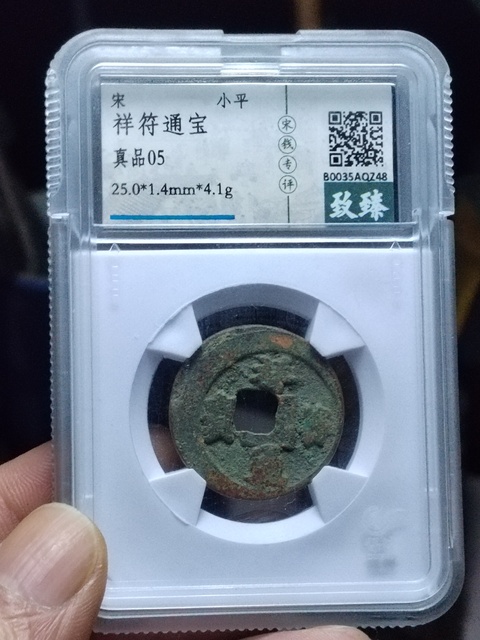 宋 小平
祥符通宝
真品05
25.0*1.4mm*4.1g
宋钱专评
B0035AQZ48
致臻